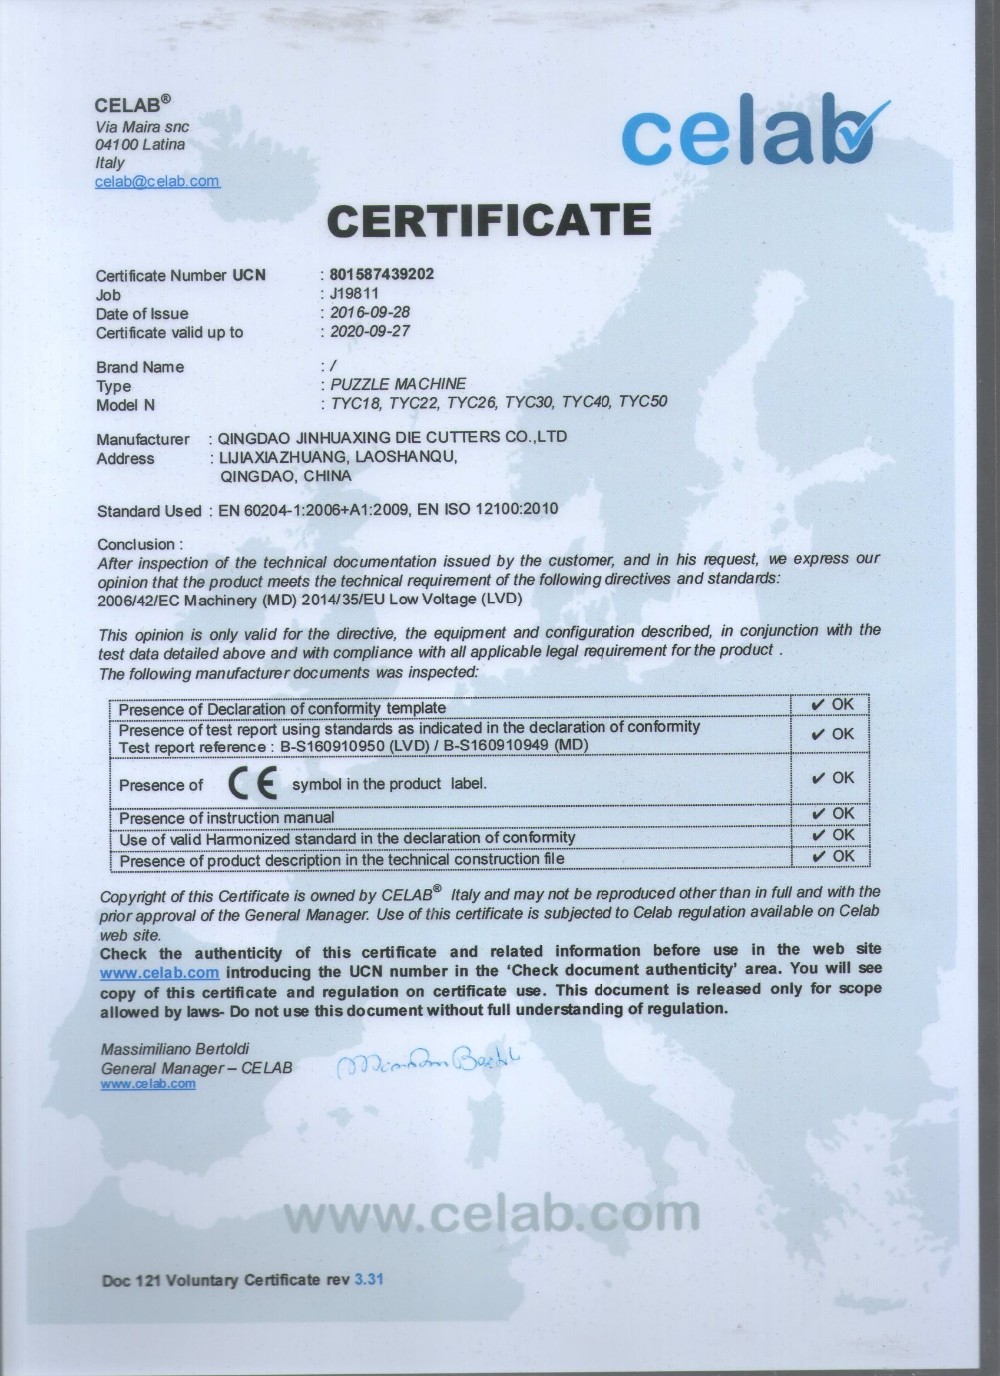 CELAB®
Via Maira snc
04100 Latina
Italy
celab@celab.com
celab
CERTIFICATE
Certificate Number UCN : 801587439202
Job : J19811
Date of Issue : 2016-09-28
Certificate valid up to : 2020-09-27
Brand Name : /
Type : PUZZLE MACHINE
Model N : TYC18, TYC22, TYC26, TYC30, TYC40, TYC50
Manufacturer : QINGDAO JINHUAXING DIE CUTTERS CO.,LTD
Address : LIJIAXIAZHUANG, LAOSHANQU,
QINGDAO, CHINA
Standard Used : EN 60204-1:2006+A1:2009, EN ISO 12100:2010
Conclusion :
After inspection of the technical documentation issued by the customer, and in his request, we express our
opinion that the product meets the technical requirement of the following directives and standards:
2006/42/EC Machinery (MD) 2014/35/EU Low Voltage (LVD)
This opinion is only valid for the directive, the equipment and configuration described, in conjunction with the
test data detailed above and with compliance with all applicable legal requirement for the product .
The following manufacturer documents was inspected:
Presence of Declaration of conformity template ✔ OK
Presence of test report using standards as indicated in the declaration of conformity
Test report reference : B-S160910950 (LVD) / B-S160910949 (MD) ✔ OK
Presence of CE symbol in the product label. ✔ OK
Presence of instruction manual ✔ OK
Use of valid Harmonized standard in the declaration of conformity ✔ OK
Presence of product description in the technical construction file ✔ OK
Copyright of this Certificate is owned by CELAB® Italy and may not be reproduced other than in full and with the
prior approval of the General Manager. Use of this certificate is subjected to Celab regulation available on Celab
web site.
Check the authenticity of this certificate and related information before use in the web site
www.celab.com introducing the UCN number in the ‘Check document authenticity’ area. You will see
copy of this certificate and regulation on certificate use. This document is released only for scope
allowed by laws- Do not use this document without full understanding of regulation.
Massimiliano Bertoldi
General Manager – CELAB
www.celab.com
www.celab.com
Doc 121 Voluntary Certificate rev 3.31